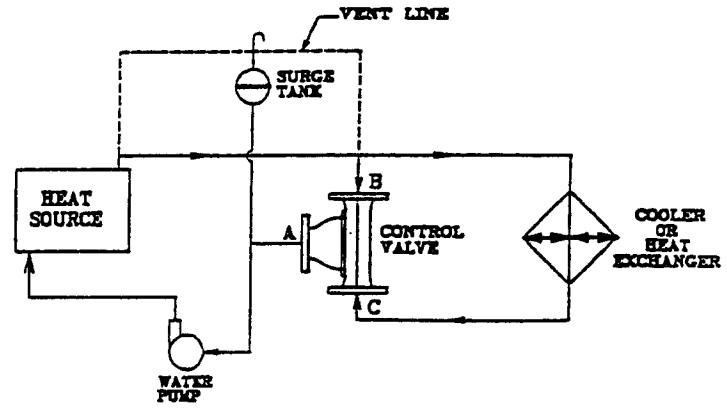 VENT LINE
SURGE
TANK
HEAT
SOURCE
B
A
CONTROL
VALVE
C
COOLER
OR
HEAT
EXCHANGER
WATER
PUMP